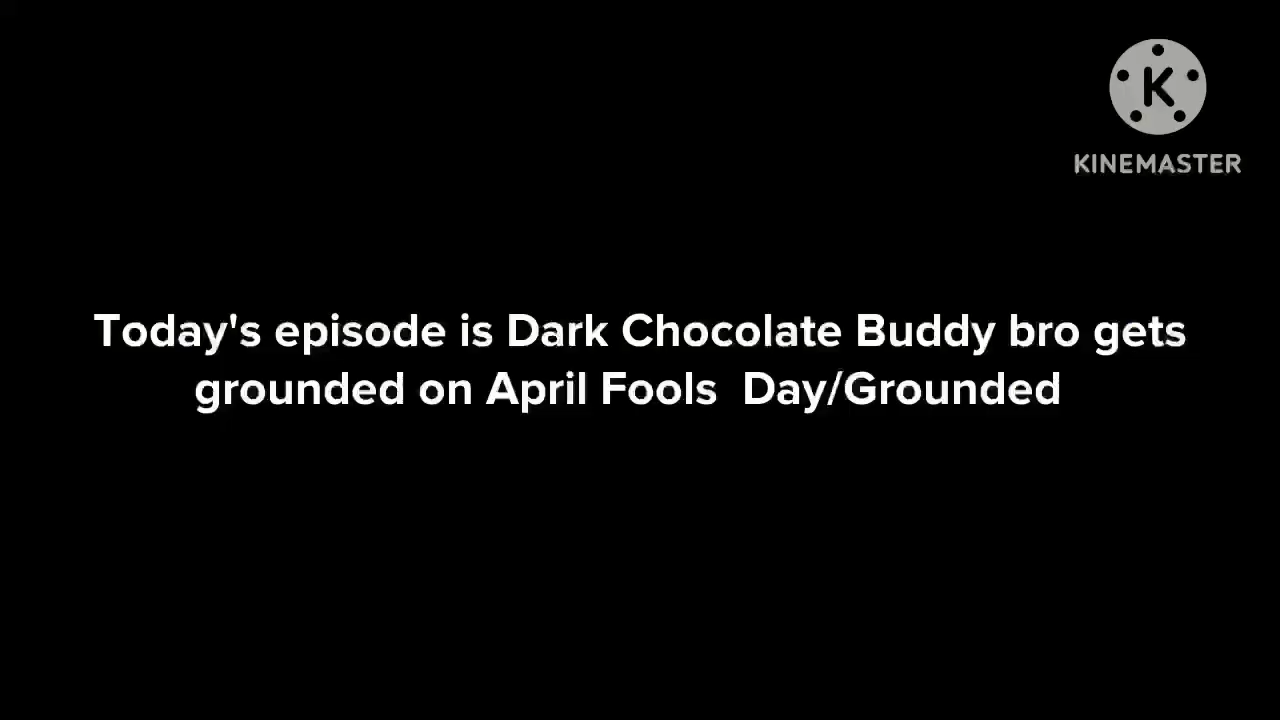 K
KINEMASTER
Today's episode is Dark Chocolate Buddy bro gets
grounded on April Fools  Day/Grounded